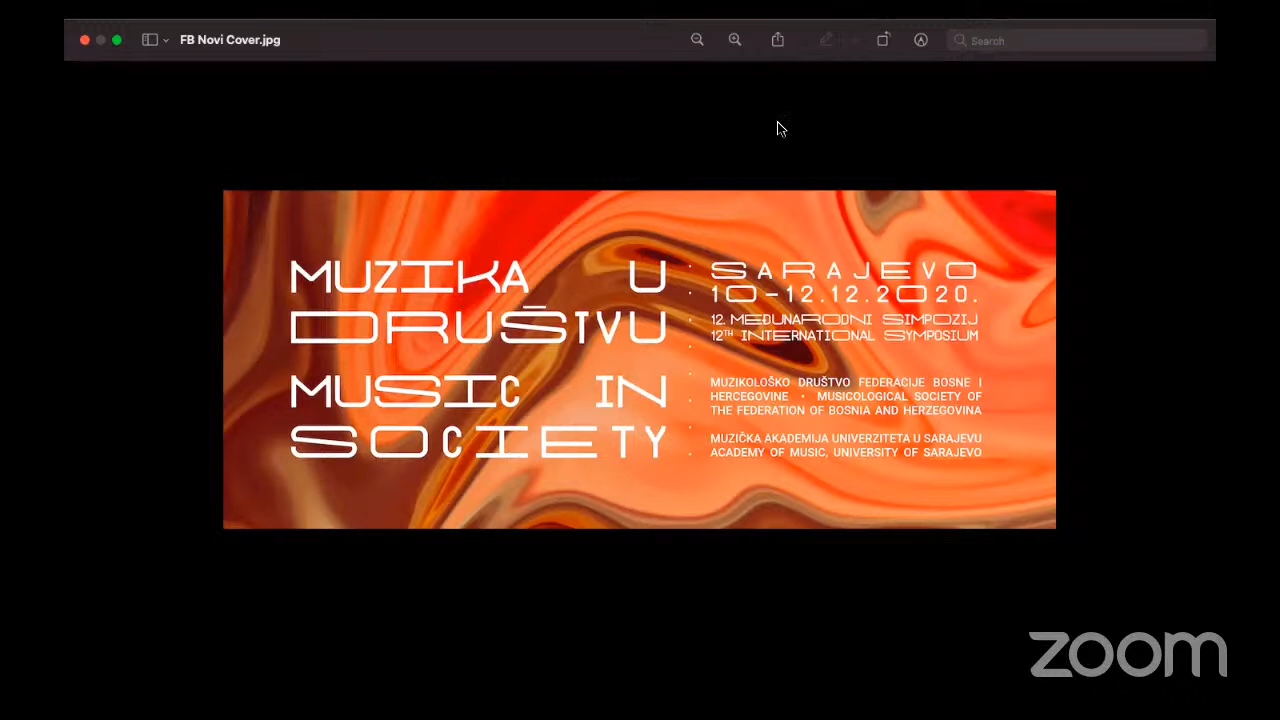 FB Novi Cover.jpg
Search
MUZIKA U
DRUŠTVU
MUSIC IN
SOCIETY
SARAJEVO
10–12.12.2020.
12. MEĐUNARODNI SIMPOZIJ
12TH INTERNATIONAL SYMPOSIUM
MUZIKOLOŠKO DRUŠTVO FEDERACIJE BOSNE I
HERCEGOVINE • MUSICOLOGICAL SOCIETY OF
THE FEDERATION OF BOSNIA AND HERZEGOVINA
MUZIČKA AKADEMIJA UNIVERZITETA U SARAJEVU
ACADEMY OF MUSIC, UNIVERSITY OF SARAJEVO
zoom